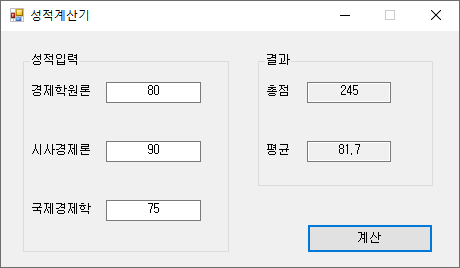 성적계산기
성적입력
경제학원론 80
시사경제론 90
국제경제학 75
결과
총점 245
평균 81.7
계산